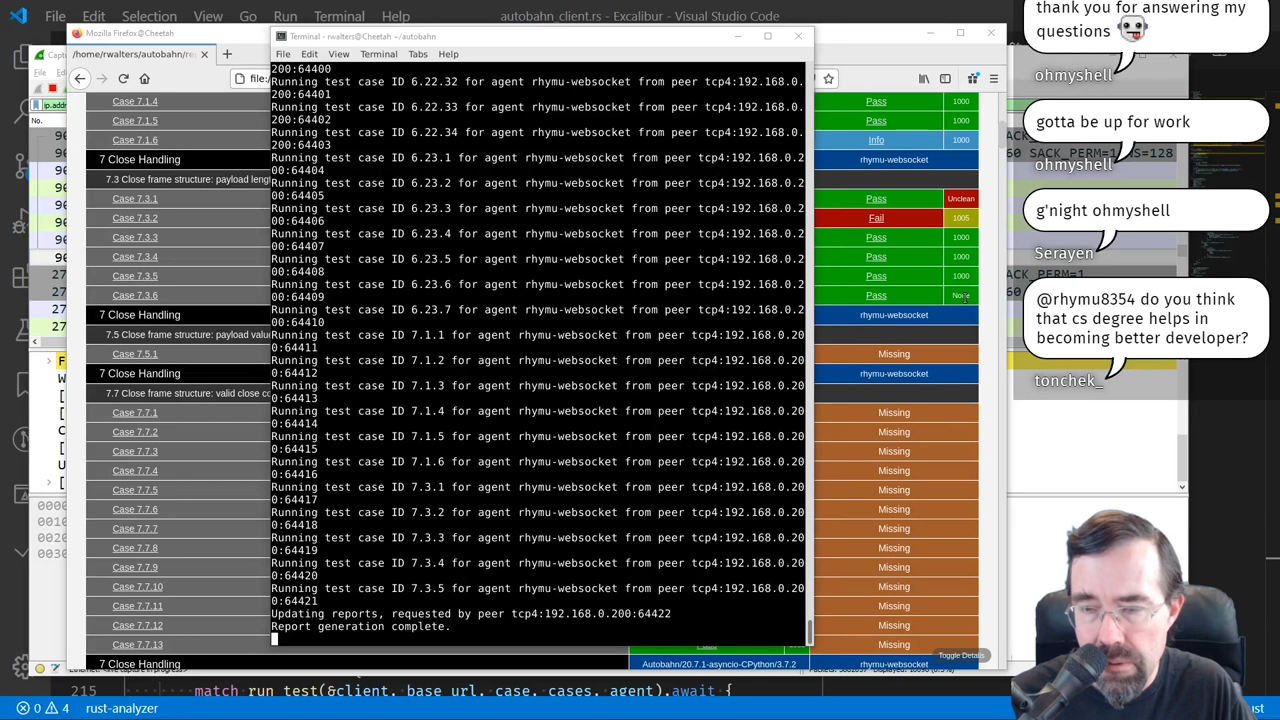 autobahn_client.rs - Excalibur - Visual Studio Code
Mozilla Firefox@Cheetah
/home/rwalters/autobahn/re
Terminal - rwalters@Cheetah ~/autobahn
File Edit View Terminal Tabs Help
200:64400
Running test case ID 6.22.32 for agent rhymu-websocket from peer tcp4:192.168.0.
200:64401
Running test case ID 6.22.33 for agent rhymu-websocket from peer tcp4:192.168.0.
200:64402
Running test case ID 6.22.34 for agent rhymu-websocket from peer tcp4:192.168.0.
200:64403
Running test case ID 6.23.1 for agent rhymu-websocket from peer tcp4:192.168.0.2
00:64404
Running test case ID 6.23.2 for agent rhymu-websocket from peer tcp4:192.168.0.2
00:64405
Running test case ID 6.23.3 for agent rhymu-websocket from peer tcp4:192.168.0.2
00:64406
Running test case ID 6.23.4 for agent rhymu-websocket from peer tcp4:192.168.0.2
00:64407
Running test case ID 6.23.5 for agent rhymu-websocket from peer tcp4:192.168.0.2
00:64408
Running test case ID 6.23.6 for agent rhymu-websocket from peer tcp4:192.168.0.2
00:64409
Running test case ID 6.23.7 for agent rhymu-websocket from peer tcp4:192.168.0.2
00:64410
Running test case ID 7.1.1 for agent rhymu-websocket from peer tcp4:192.168.0.20
0:64411
Running test case ID 7.1.2 for agent rhymu-websocket from peer tcp4:192.168.0.20
0:64412
Running test case ID 7.1.3 for agent rhymu-websocket from peer tcp4:192.168.0.20
0:64413
Running test case ID 7.1.4 for agent rhymu-websocket from peer tcp4:192.168.0.20
0:64414
Running test case ID 7.1.5 for agent rhymu-websocket from peer tcp4:192.168.0.20
0:64415
Running test case ID 7.1.6 for agent rhymu-websocket from peer tcp4:192.168.0.20
0:64416
Running test case ID 7.3.1 for agent rhymu-websocket from peer tcp4:192.168.0.20
0:64417
Running test case ID 7.3.2 for agent rhymu-websocket from peer tcp4:192.168.0.20
0:64418
Running test case ID 7.3.3 for agent rhymu-websocket from peer tcp4:192.168.0.20
0:64419
Running test case ID 7.3.4 for agent rhymu-websocket from peer tcp4:192.168.0.20
0:64420
Running test case ID 7.3.5 for agent rhymu-websocket from peer tcp4:192.168.0.20
0:64421
Updating reports, requested by peer tcp4:192.168.0.200:64422
Report generation complete.
Case 7.1.4 Pass 1000
Case 7.1.5 Pass 1000
Case 7.1.6 Info 1000
7 Close Handling rhymu-websocket
7.3 Close frame structure: payload leng
Case 7.3.1 Pass Unclean
Case 7.3.2 Fail 1005
Case 7.3.3 Pass 1000
Case 7.3.4 Pass 1000
Case 7.3.5 Pass 1000
Case 7.3.6 Pass None
7 Close Handling rhymu-websocket
7.5 Close frame structure: payload value
Case 7.5.1 Missing
7 Close Handling rhymu-websocket
7.7 Close frame structure: valid close co
Case 7.7.1 Missing
Case 7.7.2 Missing
Case 7.7.3 Missing
Case 7.7.4 Missing
Case 7.7.5 Missing
Case 7.7.6 Missing
Case 7.7.7 Missing
Case 7.7.8 Missing
Case 7.7.9 Missing
Case 7.7.10 Missing
Case 7.7.11 Missing
Case 7.7.12 Missing
Case 7.7.13 Missing
7 Close Handling Autobahn/20.7.1-asyncio-CPython/3.7.2 rhymu-websocket
Toggle Details
215 match run_test(&client, base_url, case, cases, agent).await {
0 4 rust-analyzer
thank you for answering my
questions
ohmyshell
gotta be up for work
ohmyshell
g'night ohmyshell
Serayen
@rhymu8354 do you think
that cs degree helps in
becoming better developer?
tonchek_